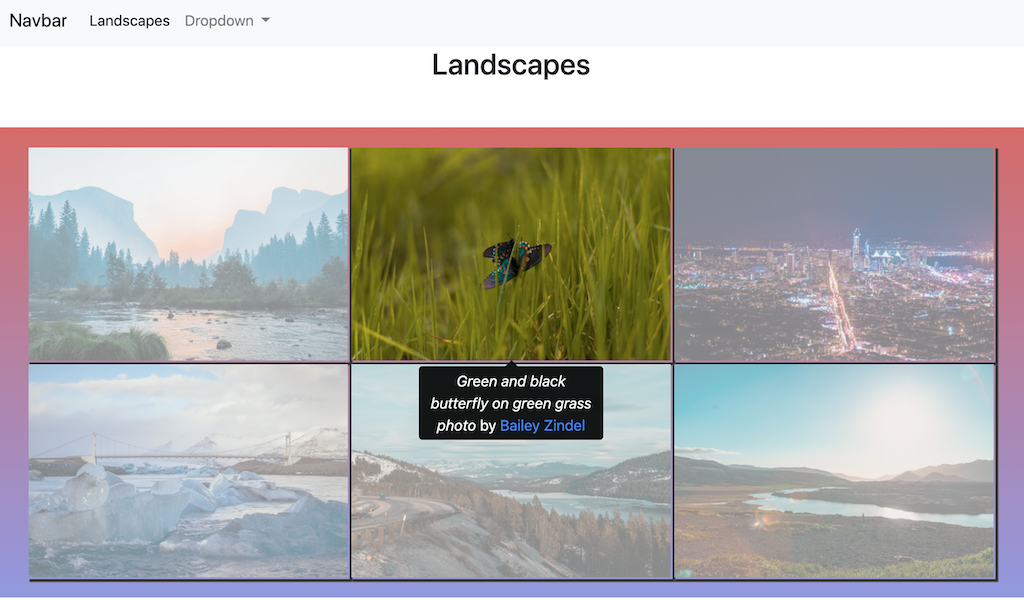 Navbar Landscapes Dropdown
Landscapes
Green and black
butterfly on green grass
photo by Bailey Zindel